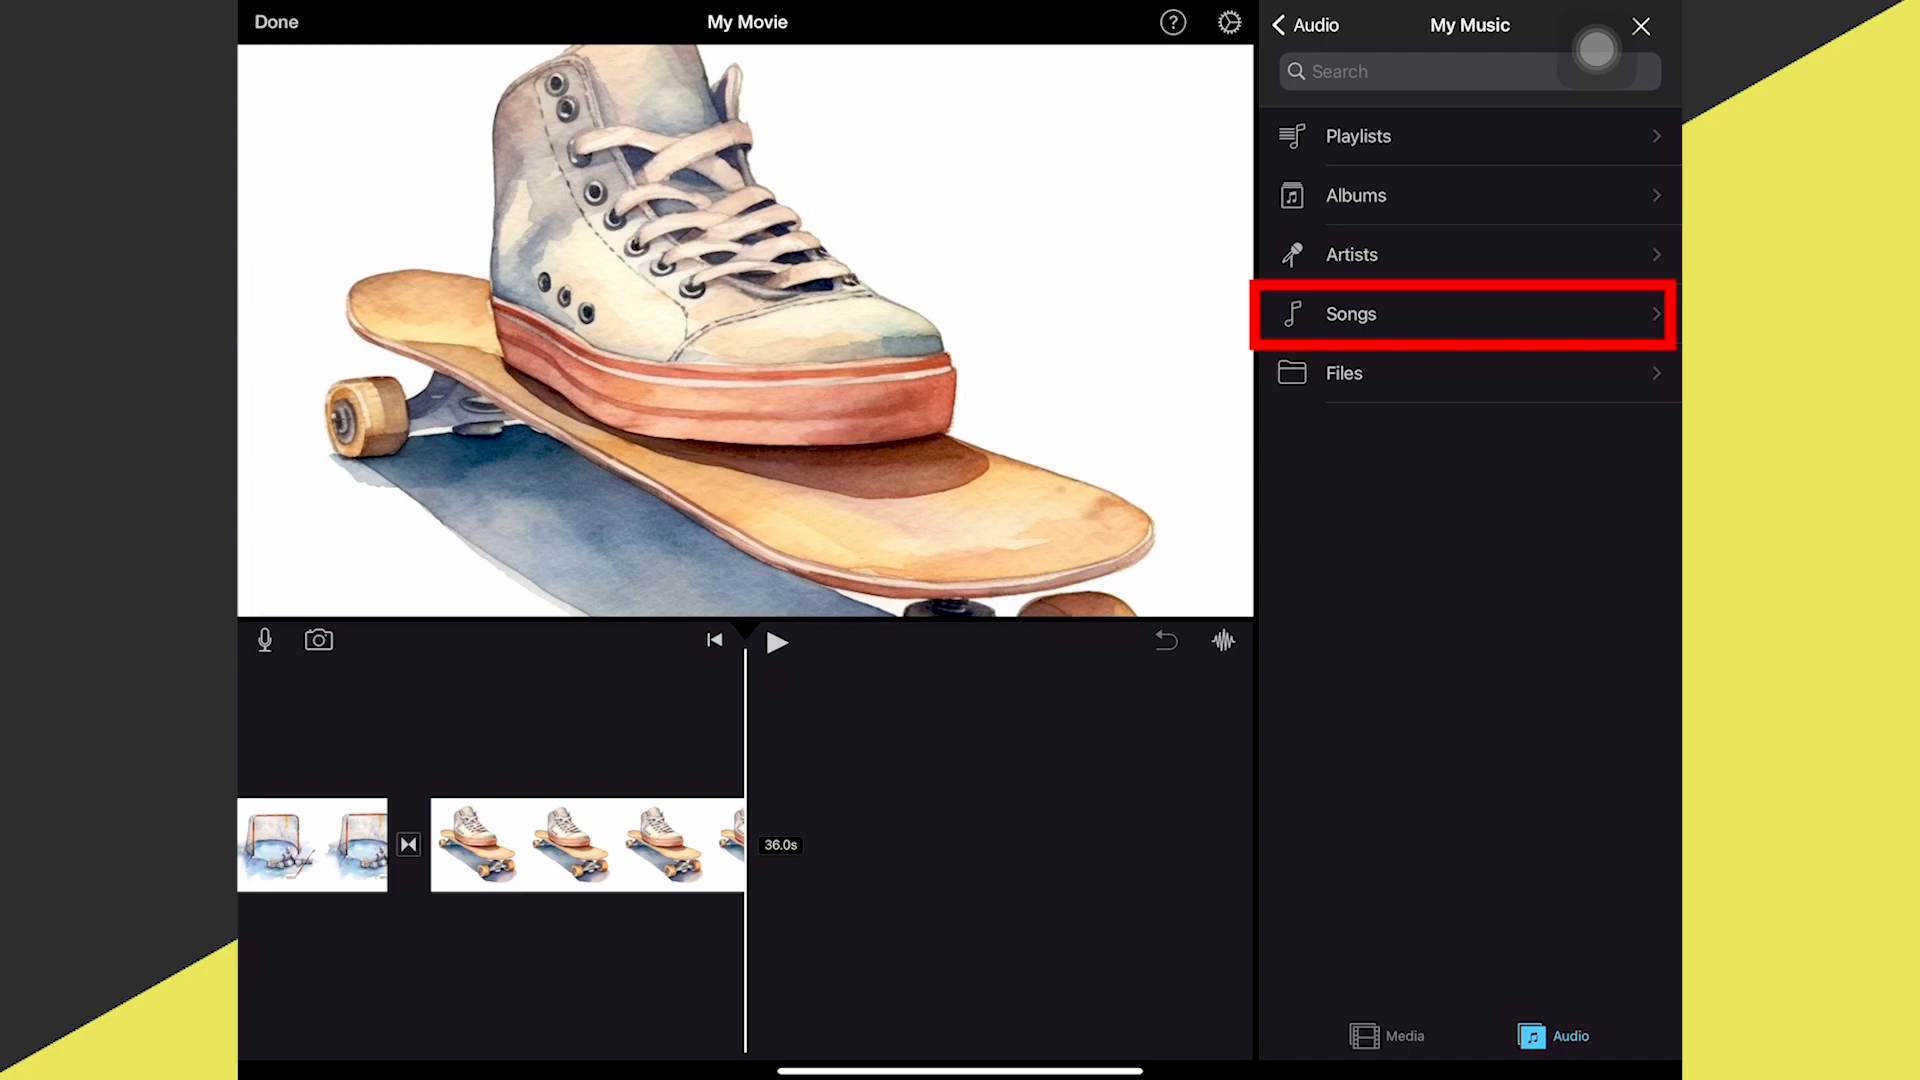 Done
My Movie
?
Audio
My Music
Search
Playlists
Albums
Artists
Songs
Files
36.0s
Media
Audio